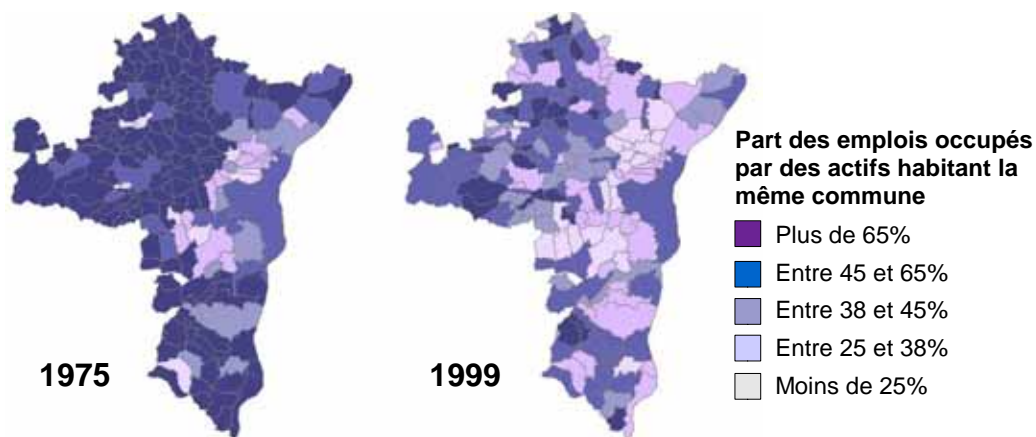 Part des emplois occupés
par des actifs habitant la
même commune
Plus de 65%
Entre 45 et 65%
Entre 38 et 45%
Entre 25 et 38%
Moins de 25%
1975
1999